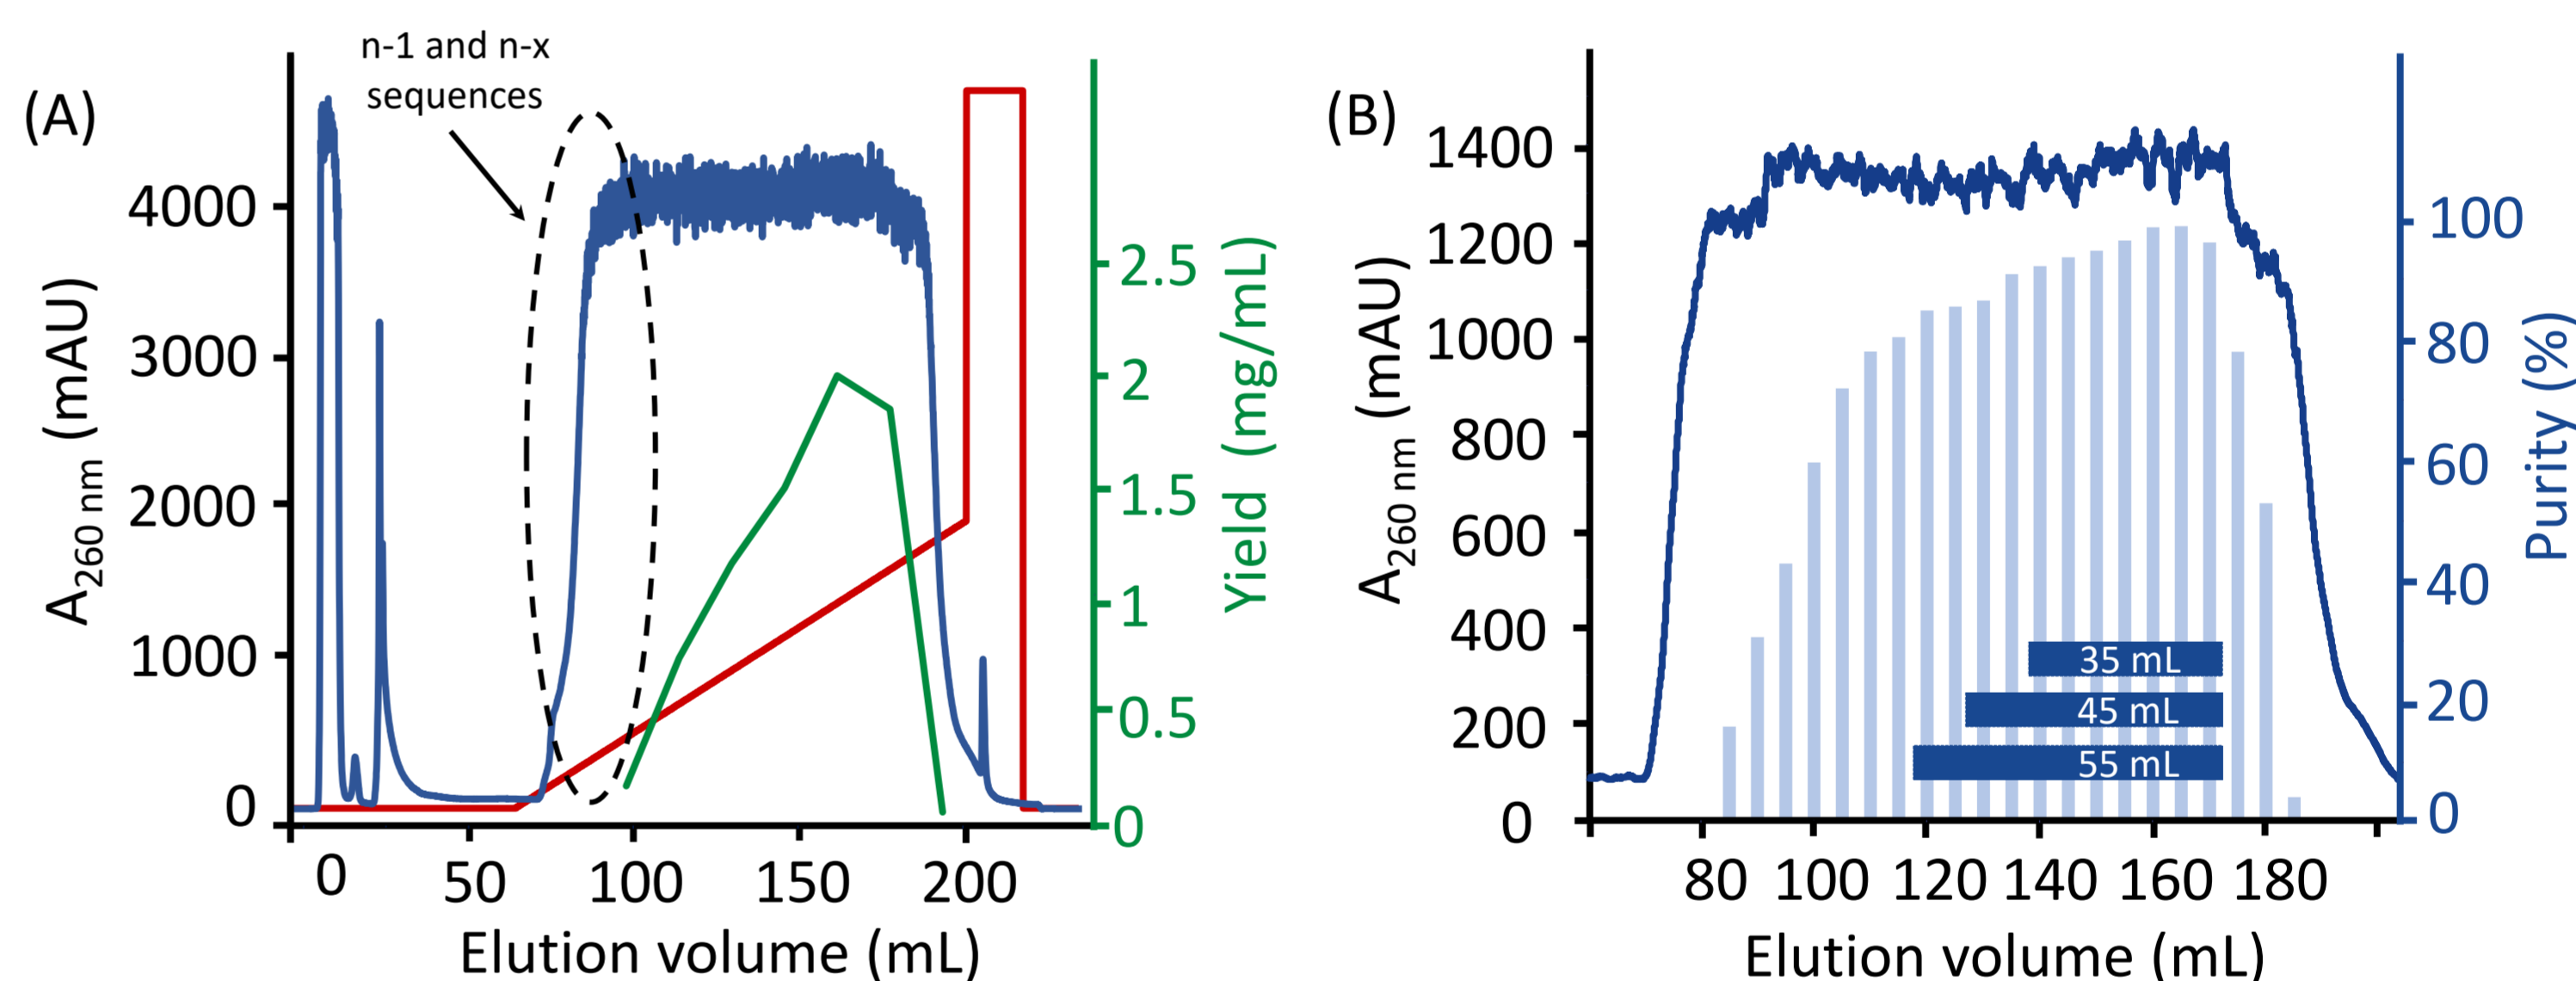 (A)
n-1 and n-x
sequences
A260 nm (mAU)
4000
3000
2000
1000
0
0 50 100 150 200
Elution volume (mL)
2.5
2
1.5
1
0.5
0
Yield (mg/mL)
(B)
A260 nm (mAU)
1400
1200
1000
800
600
400
200
0
35 mL
45 mL
55 mL
80 100 120 140 160 180
Elution volume (mL)
100
80
60
40
20
0
Purity (%)